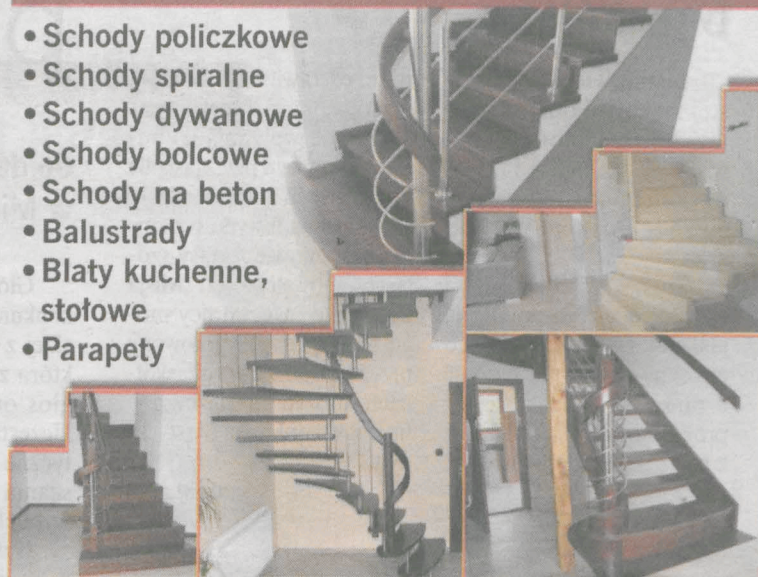 • Schody policzkowe
• Schody spiralne
• Schody dywanowe
• Schody bolcowe
• Schody na beton
• Balustrady
• Blaty kuchenne,
stołowe
• Parapety